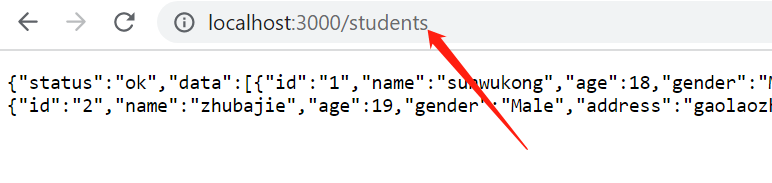 localhost:3000/students
{"status":"ok","data":[{"id":"1","name":"sunwukong","age":18,"gender":"M
{"id":"2","name":"zhubajie","age":19,"gender":"Male","address":"gaolaozh